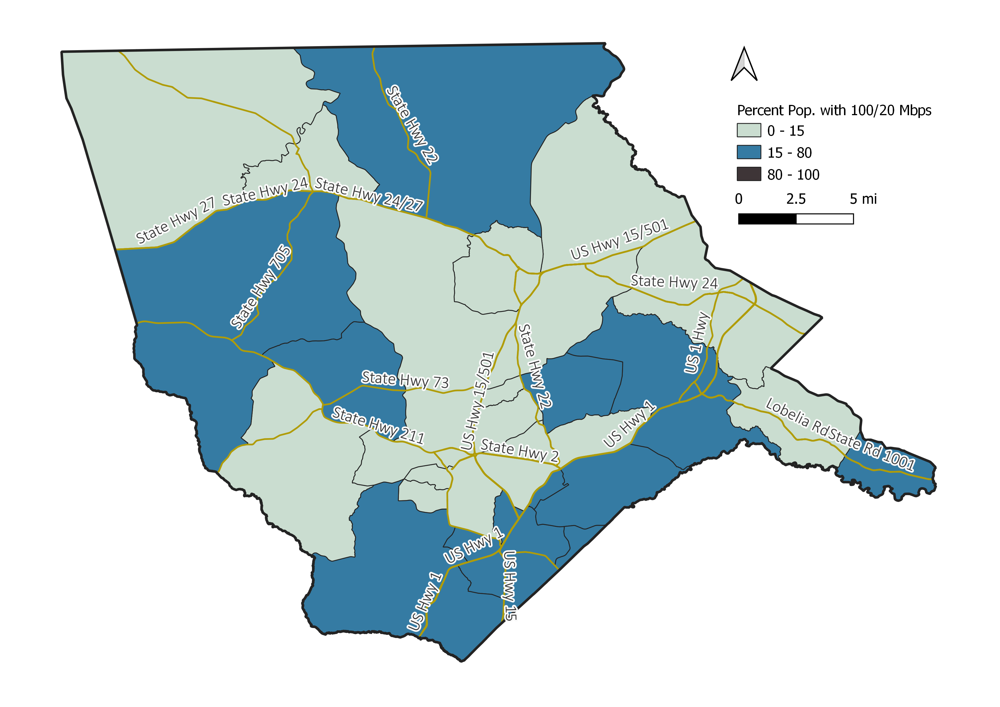 State Hwy 22
Percent Pop. with 100/20 Mbps
0 - 15
15 - 80
80 - 100
0 2.5 5 mi
State Hwy 27
State Hwy 24
State Hwy 24/27
US Hwy 15/501
State Hwy 705
State Hwy 24
US 1 Hwy
State Hwy 22
US Hwy 15/501
State Hwy 73
State Hwy 211
US Hwy 1
Lobelia Rd
State Rd 1001
State Hwy 2
US Hwy 1
US Hwy 1
US Hwy 15